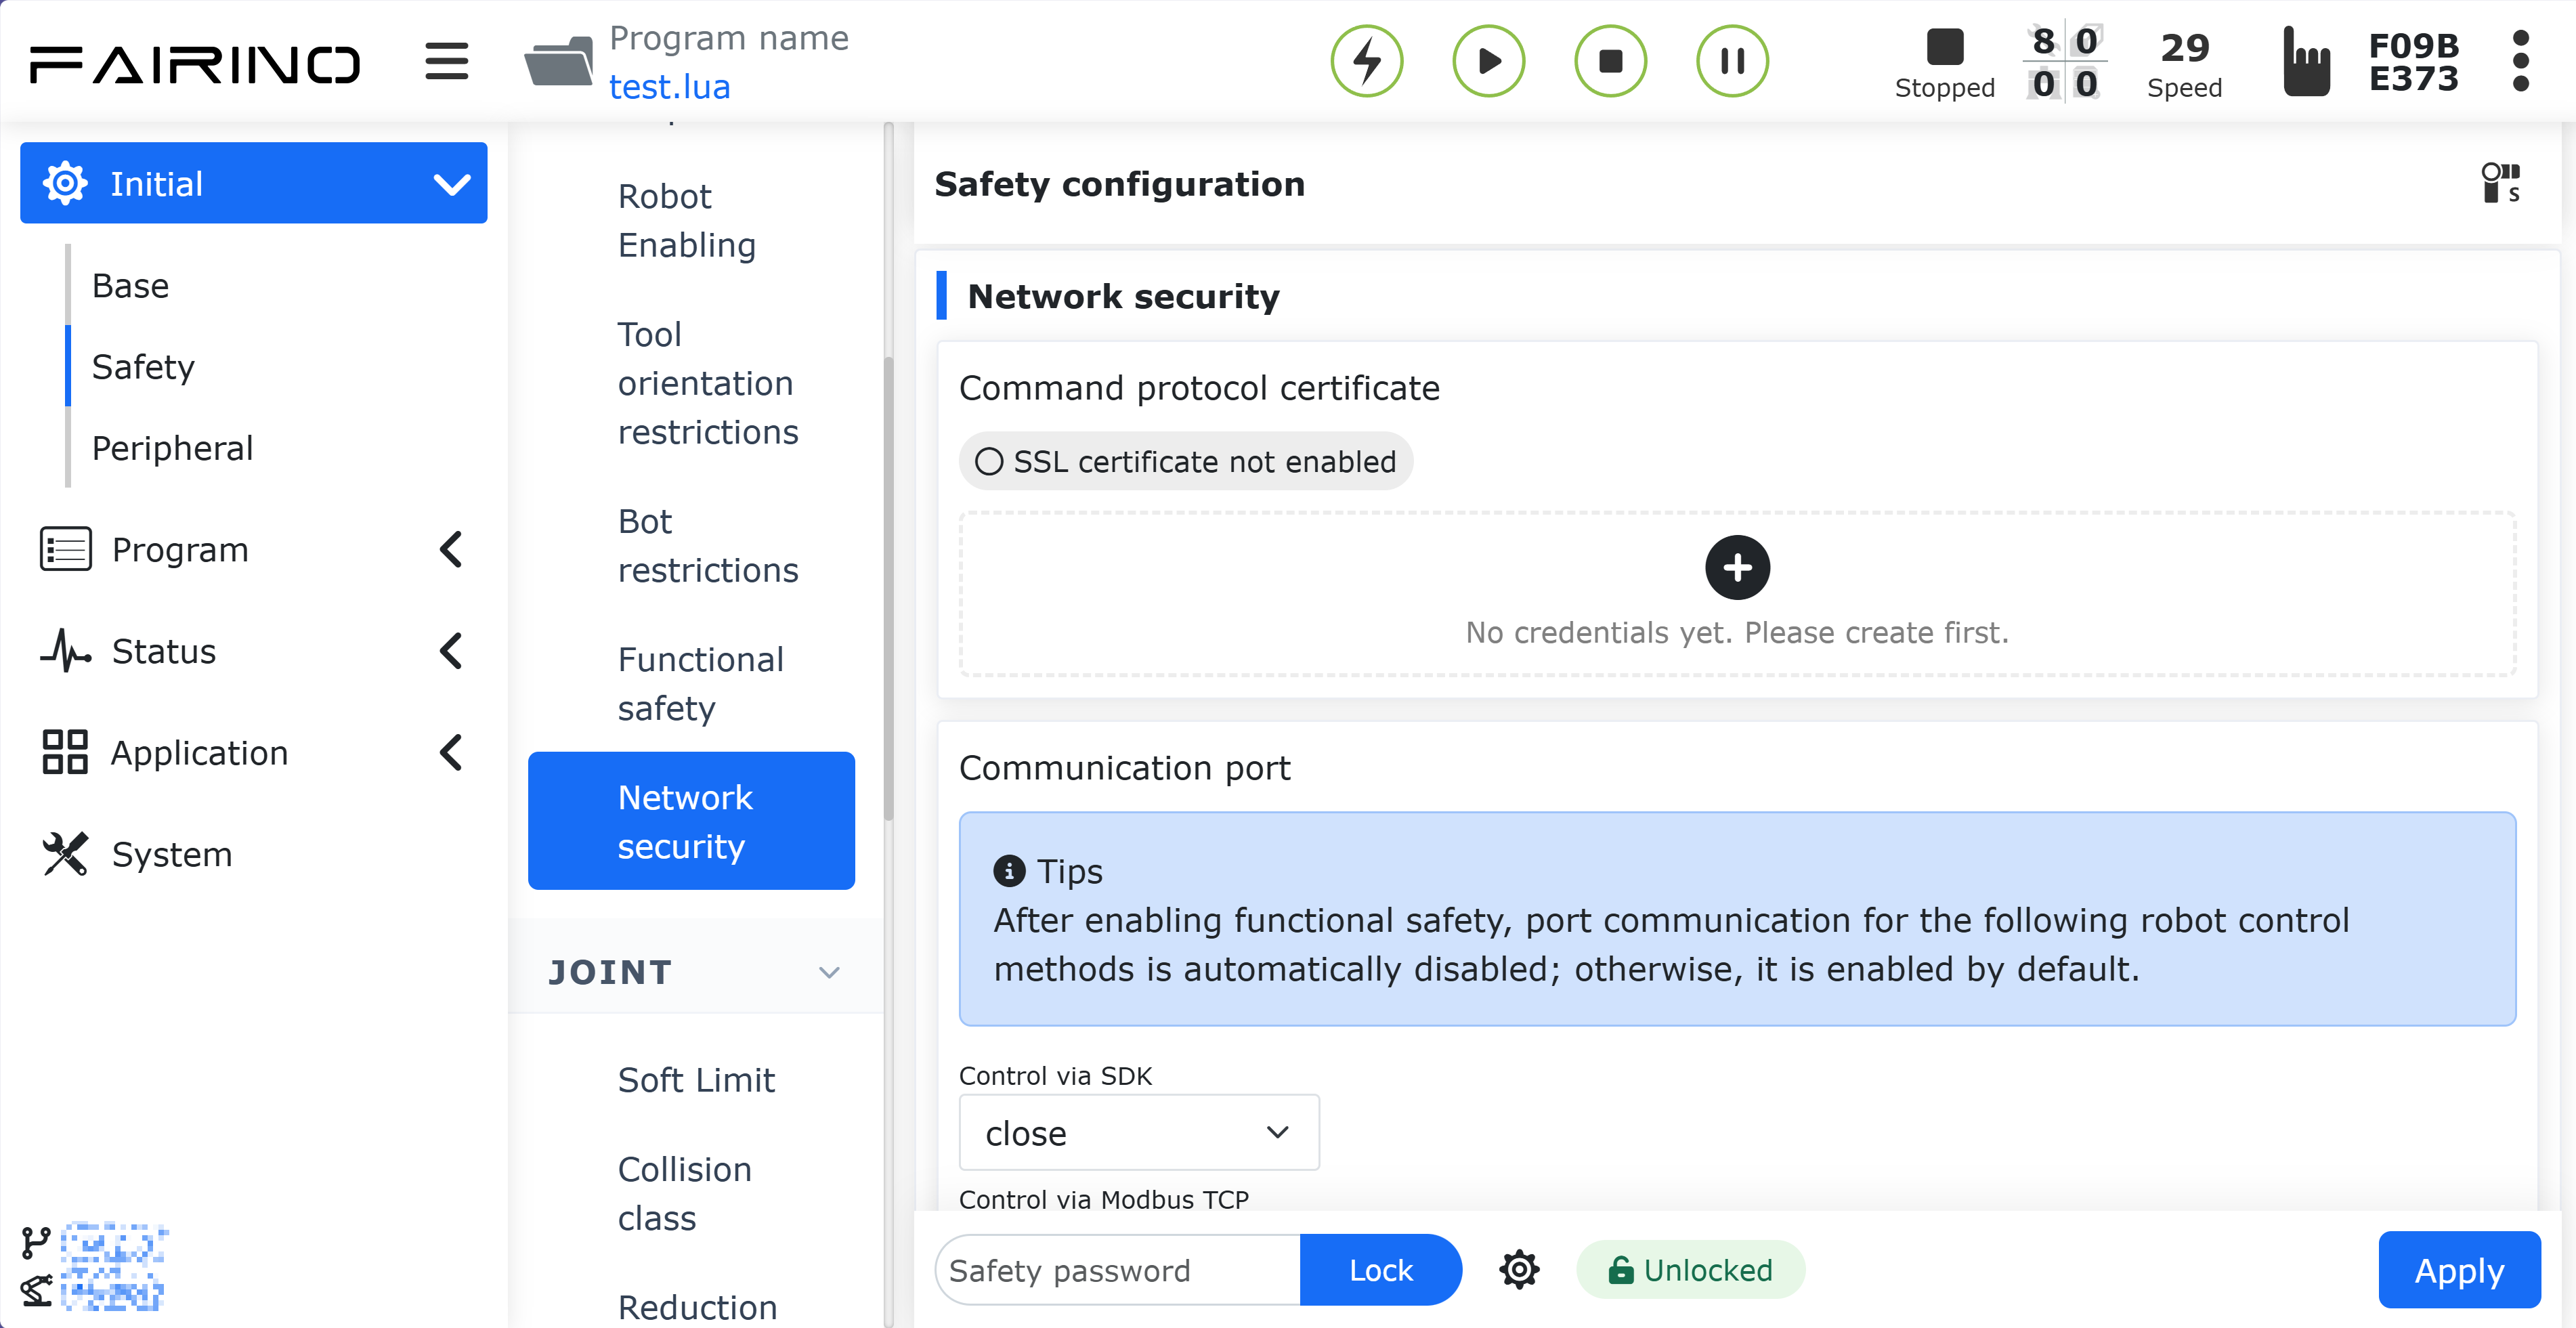 FAIRINO
Program name
test.lua
Stopped
8 0
0 0
29
Speed
F09B
E373
Initial
Base
Safety
Peripheral
Program
Status
Application
System
Robot
Enabling
Tool
orientation
restrictions
Bot
restrictions
Functional
safety
Network
security
JOINT
Soft Limit
Collision
class
Reduction
Safety configuration
S
Network security
Command protocol certificate
SSL certificate not enabled
No credentials yet. Please create first.
Communication port
Tips
After enabling functional safety, port communication for the following robot control
methods is automatically disabled; otherwise, it is enabled by default.
Control via SDK
close
Control via Modbus TCP
Safety password
Lock
Unlocked
Apply